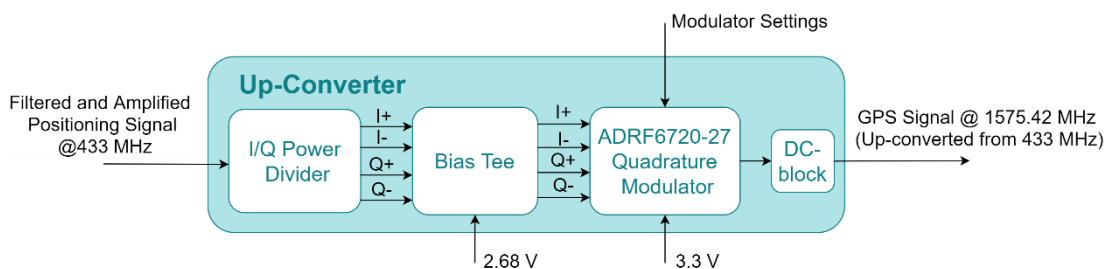 Modulator Settings
Up-Converter
Filtered and Amplified
Positioning Signal
@433 MHz
I/Q Power
Divider
I+
I-
Q+
Q-
Bias Tee
I+
I-
Q+
Q-
ADRF6720-27
Quadrature
Modulator
DC-
block
GPS Signal @ 1575.42 MHz
(Up-converted from 433 MHz)
2.68 V
3.3 V